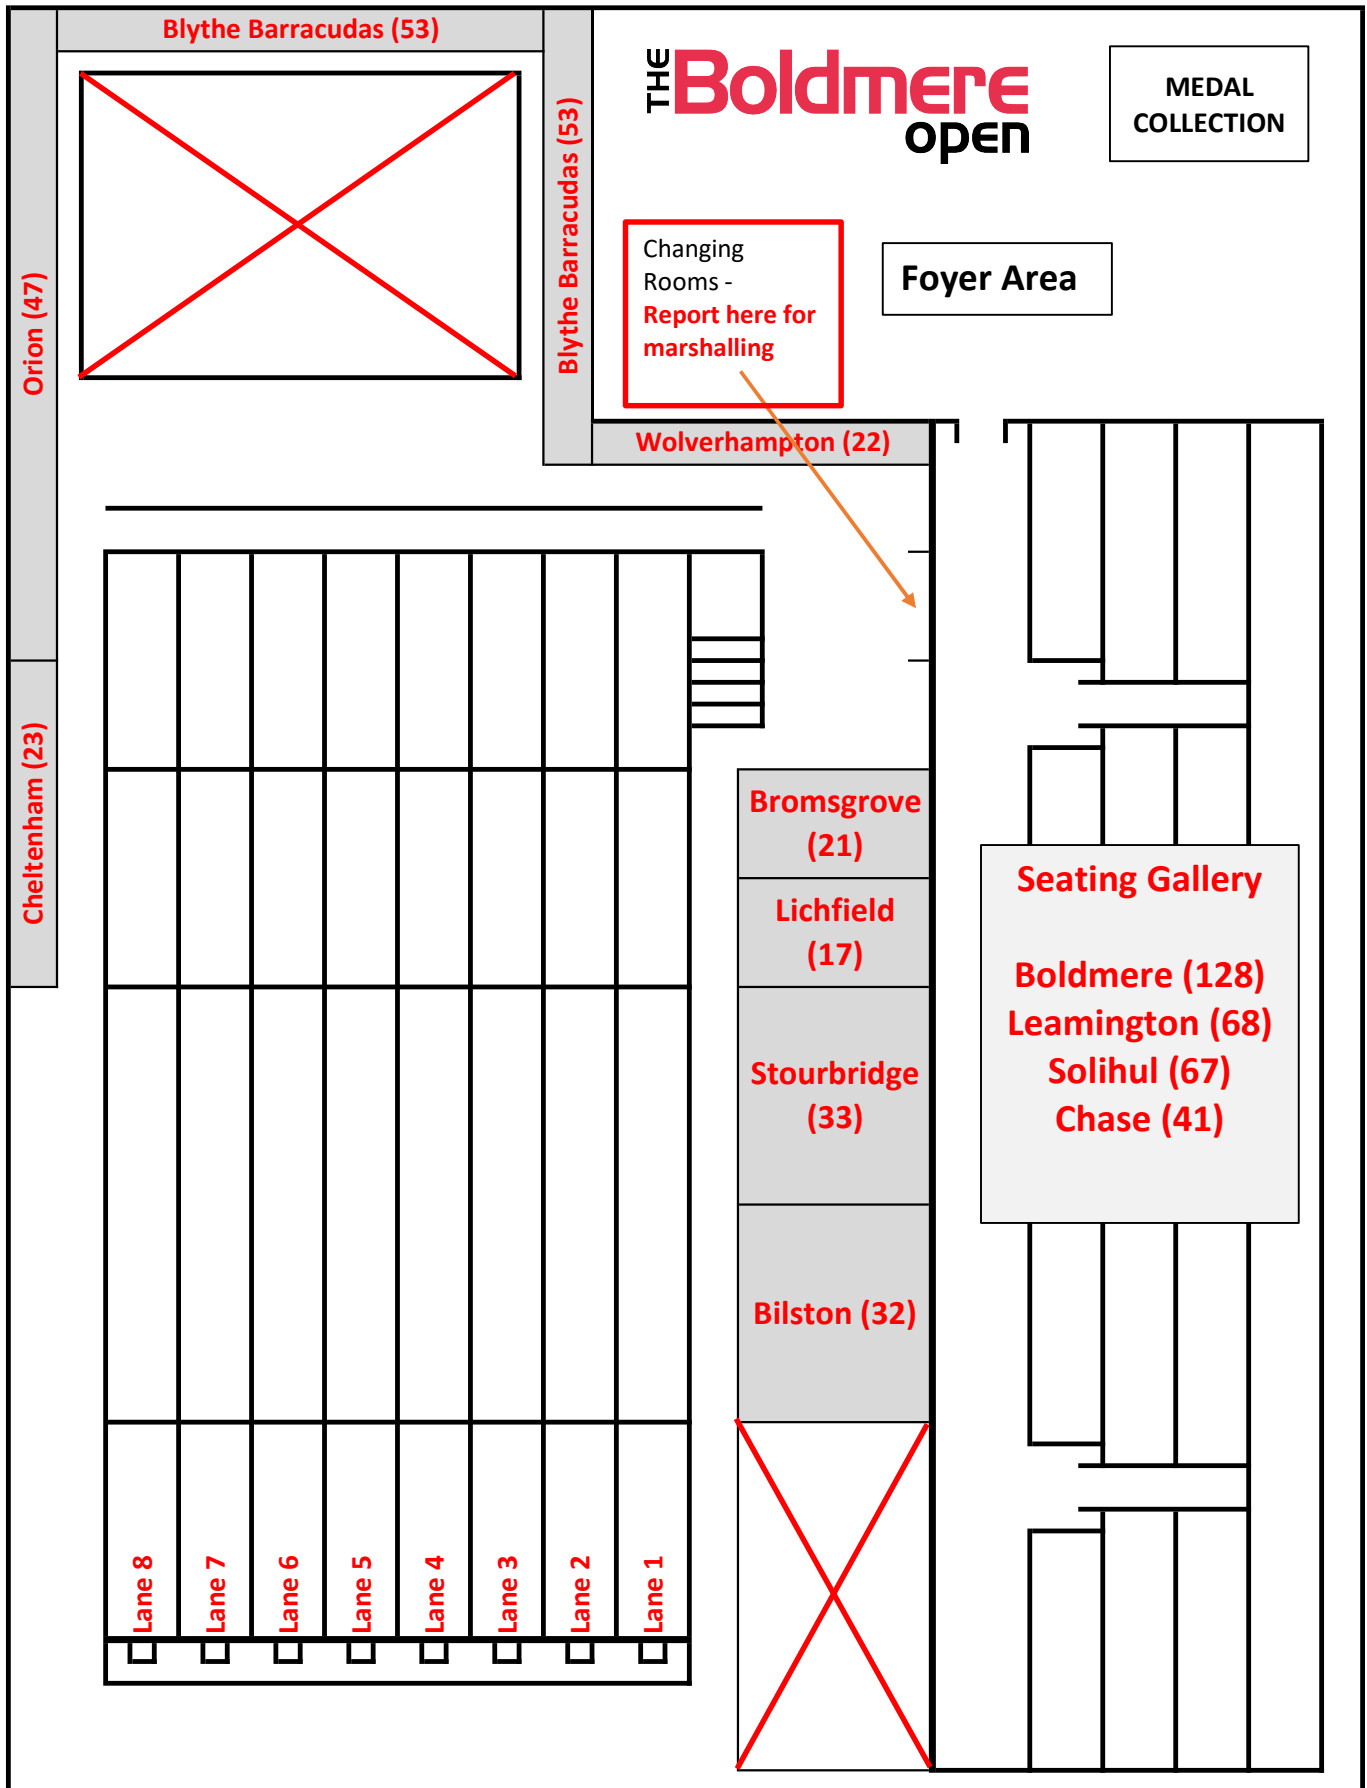 Blythe Barracudas (53)
THE Boldmere
open
MEDAL
COLLECTION
Blythe Barracudas (53)
Orion (47)
Changing
Rooms -
Report here for
marshalling
Foyer Area
Wolverhampton (22)
Cheltenham (23)
Bromsgrove
(21)
Lichfield
(17)
Stourbridge
(33)
Bilston (32)
Seating Gallery
Boldmere (128)
Leamington (68)
Solihul (67)
Chase (41)
Lane 8
Lane 7
Lane 6
Lane 5
Lane 4
Lane 3
Lane 2
Lane 1